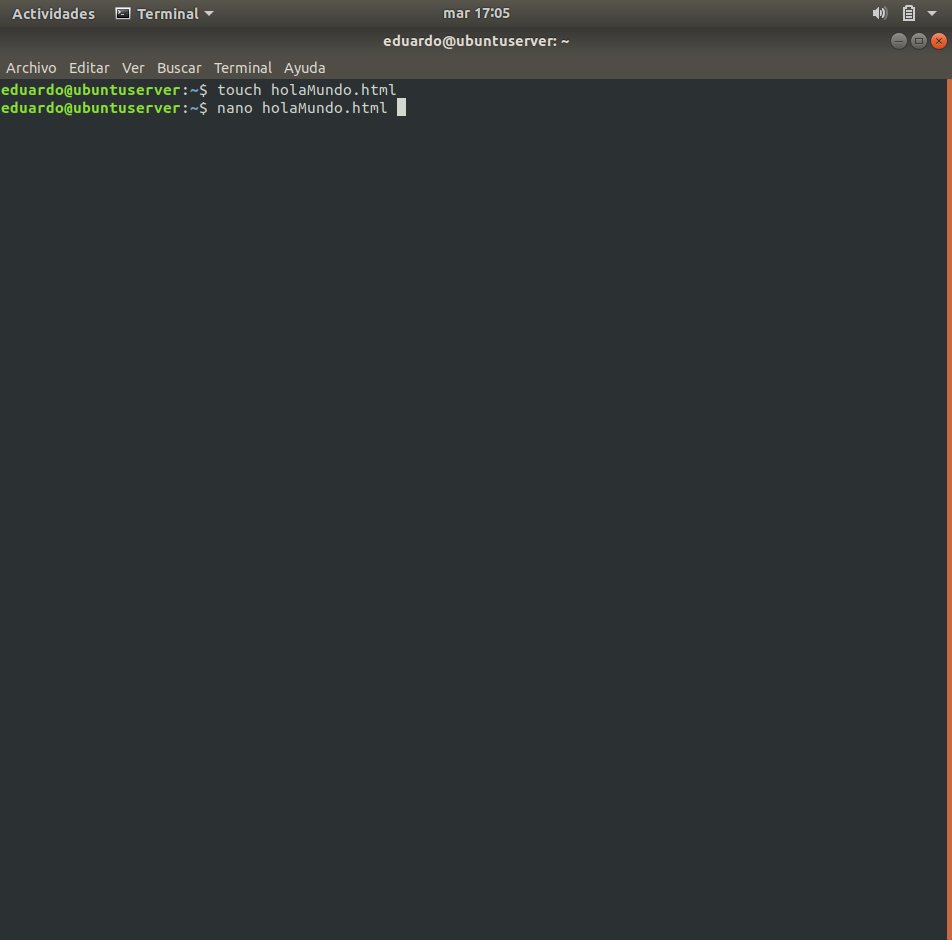 Actividades Terminal mar 17:05
eduardo@ubuntuserver: ~
Archivo Editar Ver Buscar Terminal Ayuda
eduardo@ubuntuserver:~$ touch holaMundo.html
eduardo@ubuntuserver:~$ nano holaMundo.html